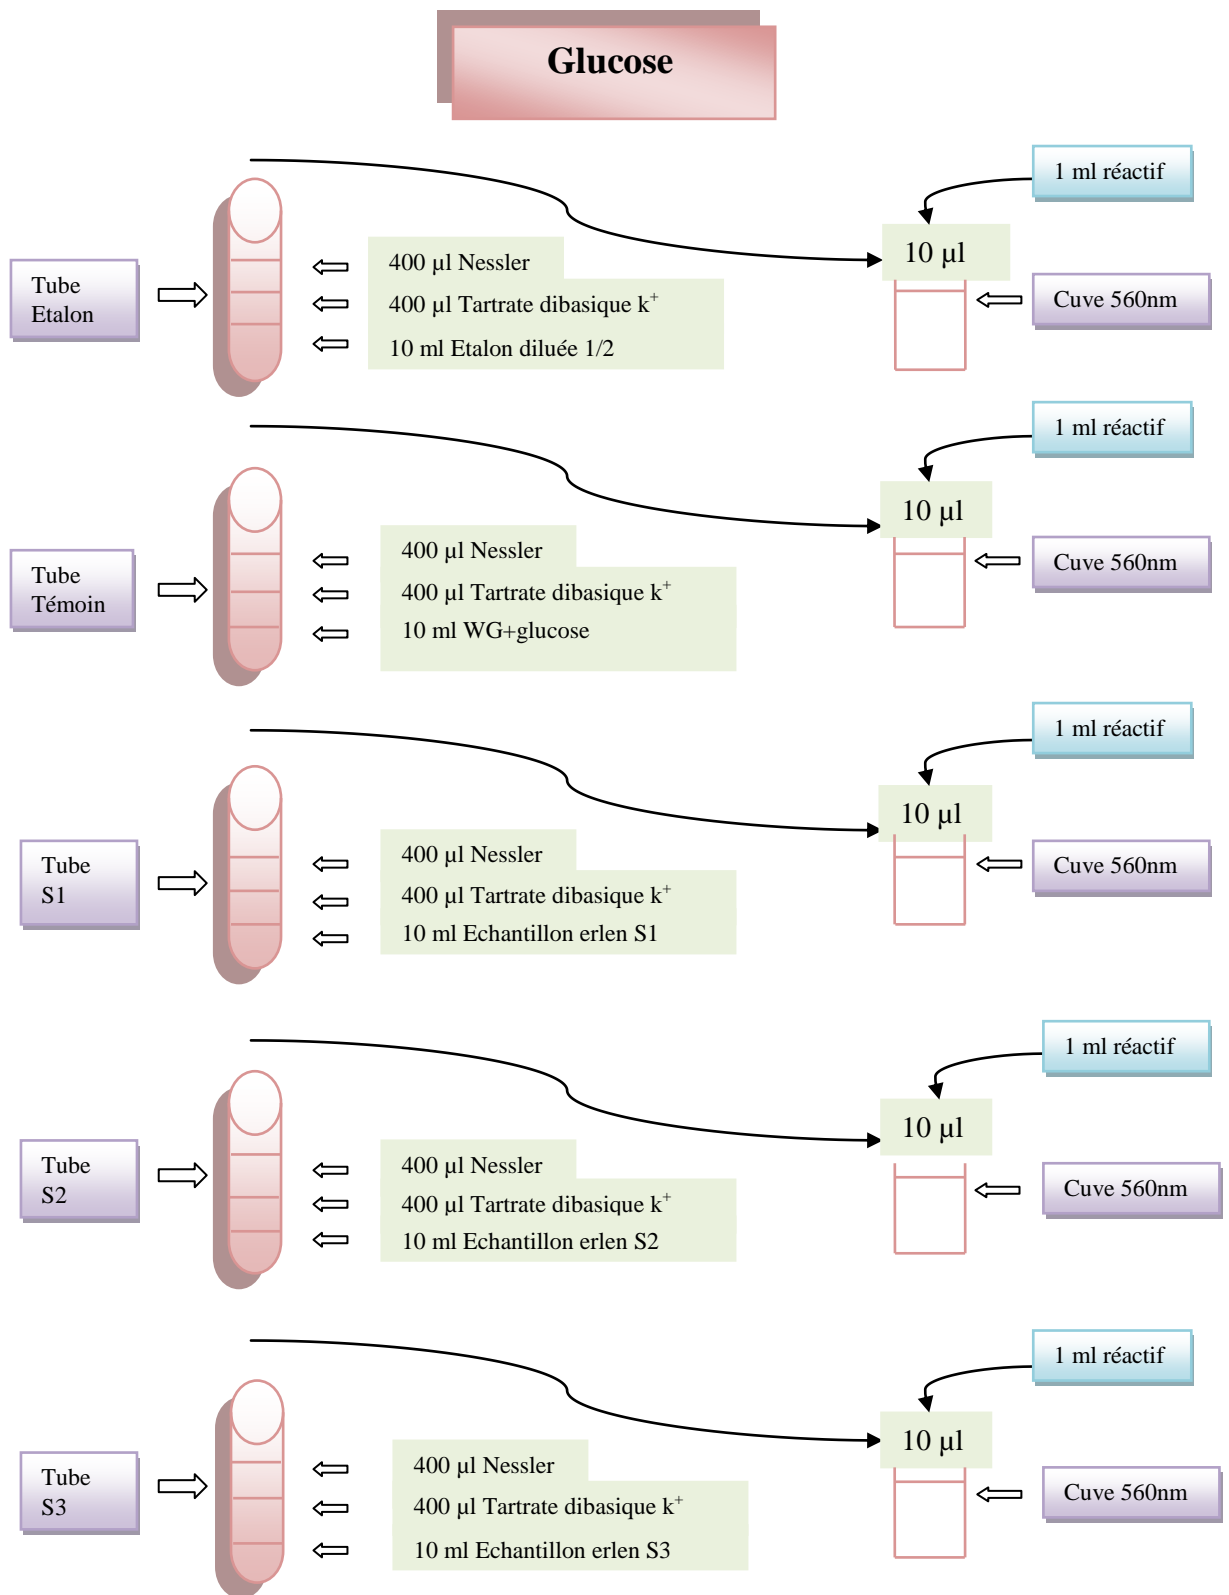 Glucose
1 ml réactif
10 µl
400 µl Nessler
Tube
Etalon
400 µl Tartrate dibasique k+
Cuve 560nm
10 ml Etalon diluée 1/2
1 ml réactif
10 µl
400 µl Nessler
Tube
Témoin
400 µl Tartrate dibasique k+
Cuve 560nm
10 ml WG+glucose
1 ml réactif
10 µl
400 µl Nessler
Tube
S1
400 µl Tartrate dibasique k+
Cuve 560nm
10 ml Echantillon erlen S1
1 ml réactif
10 µl
400 µl Nessler
Tube
S2
400 µl Tartrate dibasique k+
Cuve 560nm
10 ml Echantillon erlen S2
1 ml réactif
10 µl
400 µl Nessler
Tube
S3
400 µl Tartrate dibasique k+
Cuve 560nm
10 ml Echantillon erlen S3